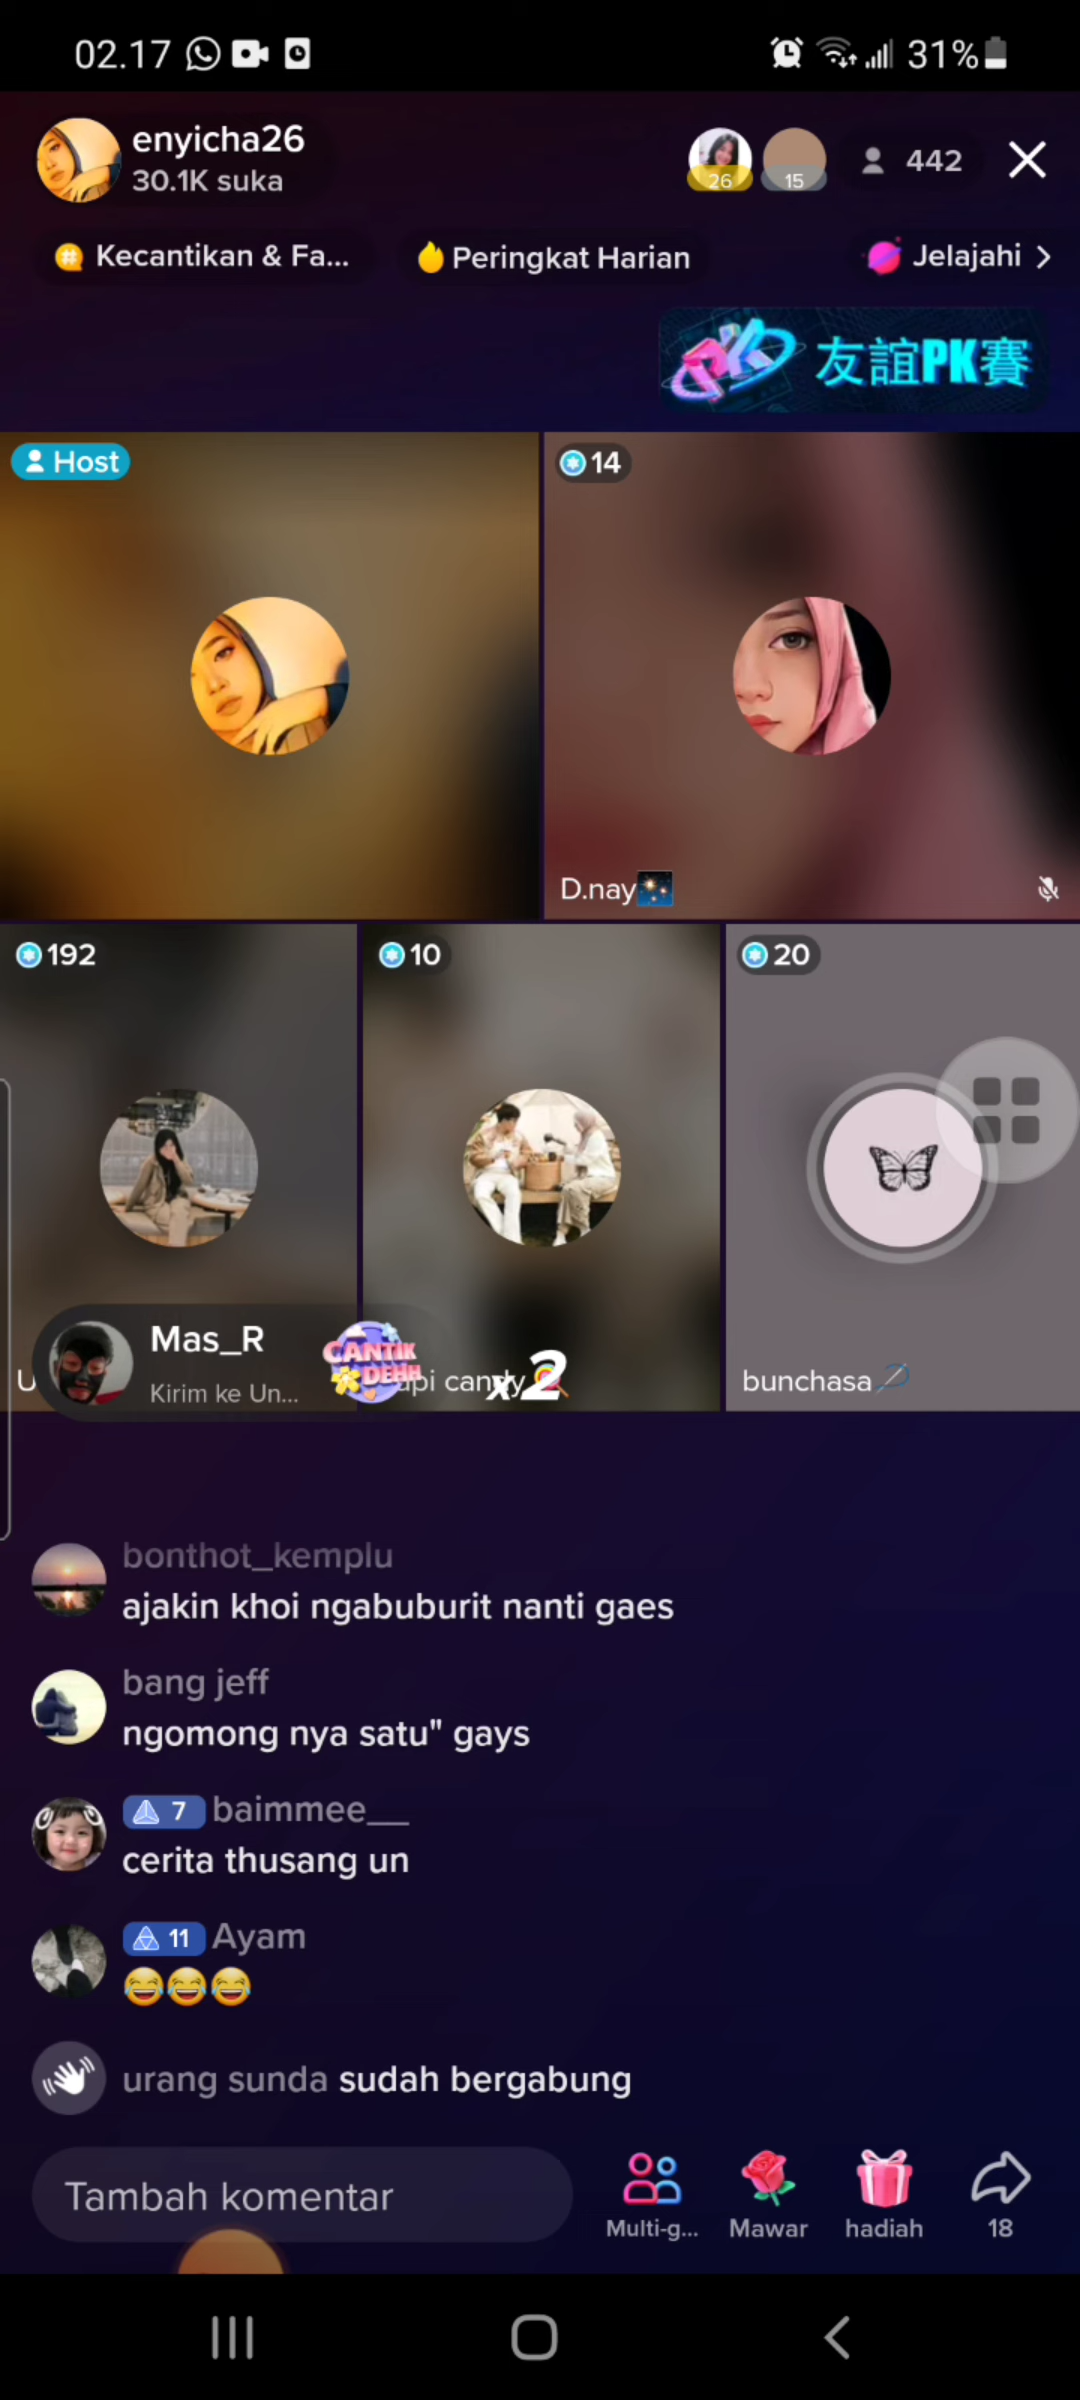 02.17
31%
enyicha26
30.1K suka
26
15
442
Kecantikan & Fa...
Peringkat Harian
Jelajahi
PK 友誼PK賽
Host
14
D.nay
192
10
20
Mas_R
Kirim ke Un...
CANTIK
DEHH
x2
U
upi candy
bunchasa
bonthot_kemplu
ajakin khoi ngabuburit nanti gaes
bang jeff
ngomong nya satu" gays
7 baimmee__
cerita thusang un
11 Ayam
😂😂😂
urang sunda sudah bergabung
Tambah komentar
Multi-g...
Mawar
hadiah
18